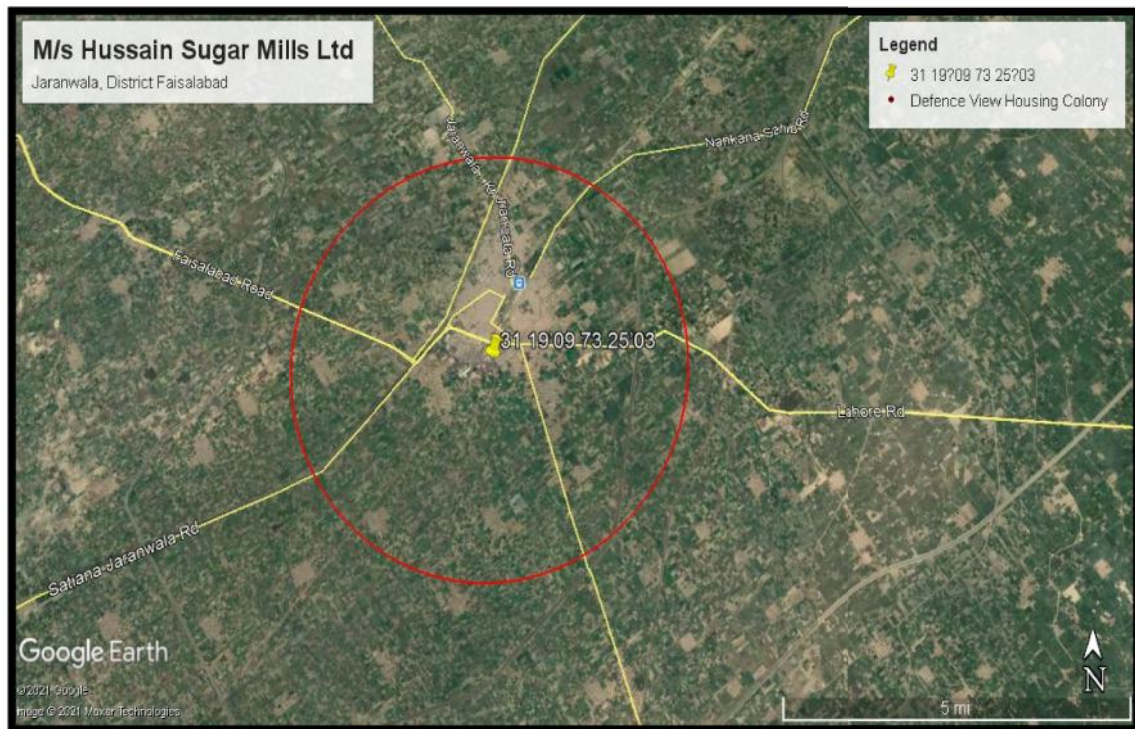 M/s Hussain Sugar Mills Ltd
Jaranwala, District Faisalabad
Legend
31 19?09 73 25?03
Defence View Housing Colony
Nankana Sahib Rd
Faisalabad Road
31 19'09 73 25'03
Lahore Rd
Satiana Jaranwala Rd
Google Earth
© 2021 Google
Image © 2021 Maxar Technologies
N
5 mi